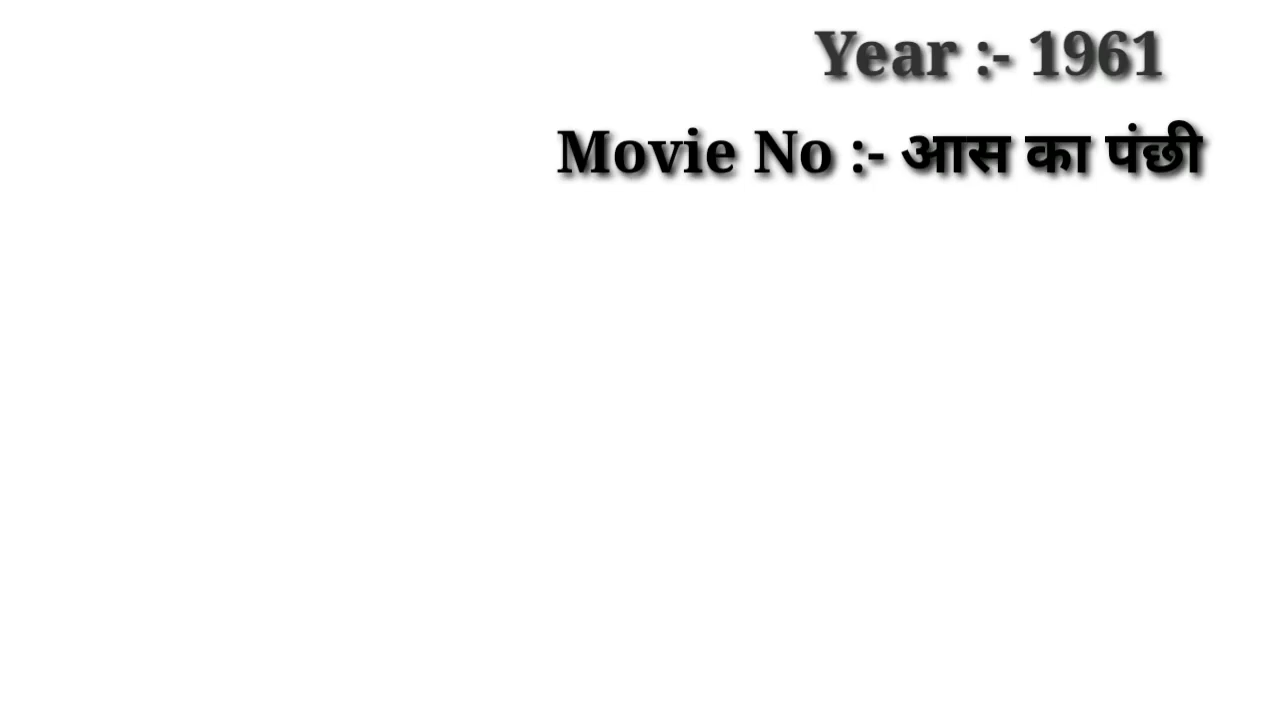 Year :- 1961
Movie No :- आस का पंछी